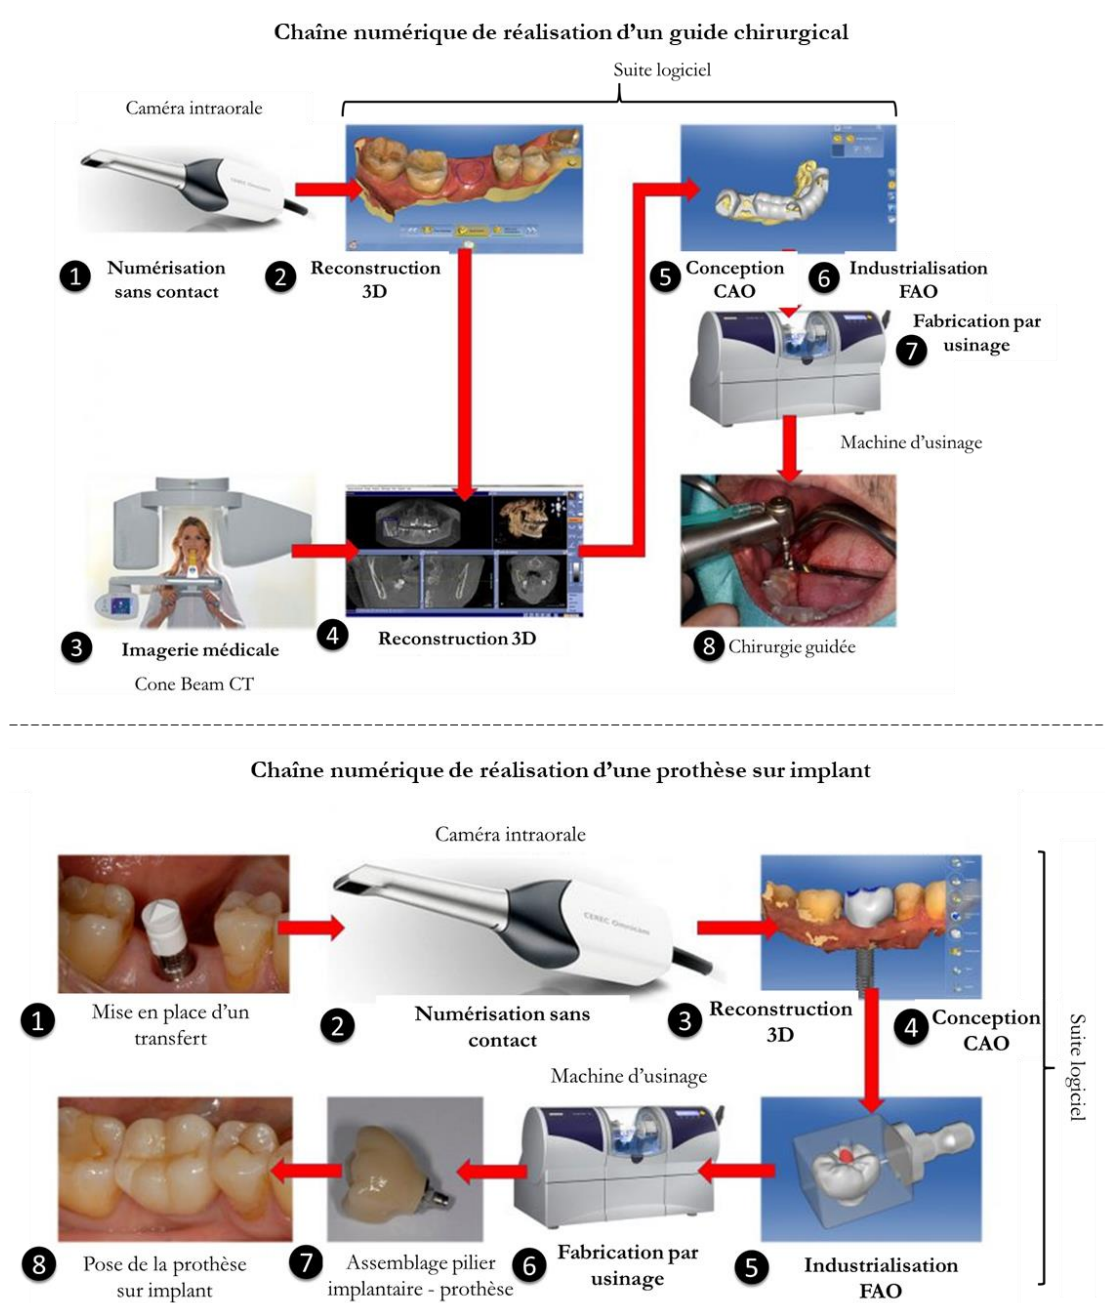 Chaîne numérique de réalisation d'un guide chirurgical
Suite logiciel
Caméra intraorale
1 Numérisation
sans contact
2 Reconstruction
3D
5 Conception
CAO
6 Industrialisation
FAO
Fabrication par
usinage
7
Machine d'usinage
3 Imagerie médicale
Cone Beam CT
4 Reconstruction 3D
8 Chirurgie guidée
Chaîne numérique de réalisation d'une prothèse sur implant
Caméra intraorale
CEREC Omnicam
1 Mise en place d'un
transfert
2 Numérisation sans
contact
3 Reconstruction
3D
4 Conception
CAO
Suite logiciel
Machine d'usinage
8 Pose de la prothèse
sur implant
7 Assemblage pilier
implantaire - prothèse
6 Fabrication par
usinage
5 Industrialisation
FAO